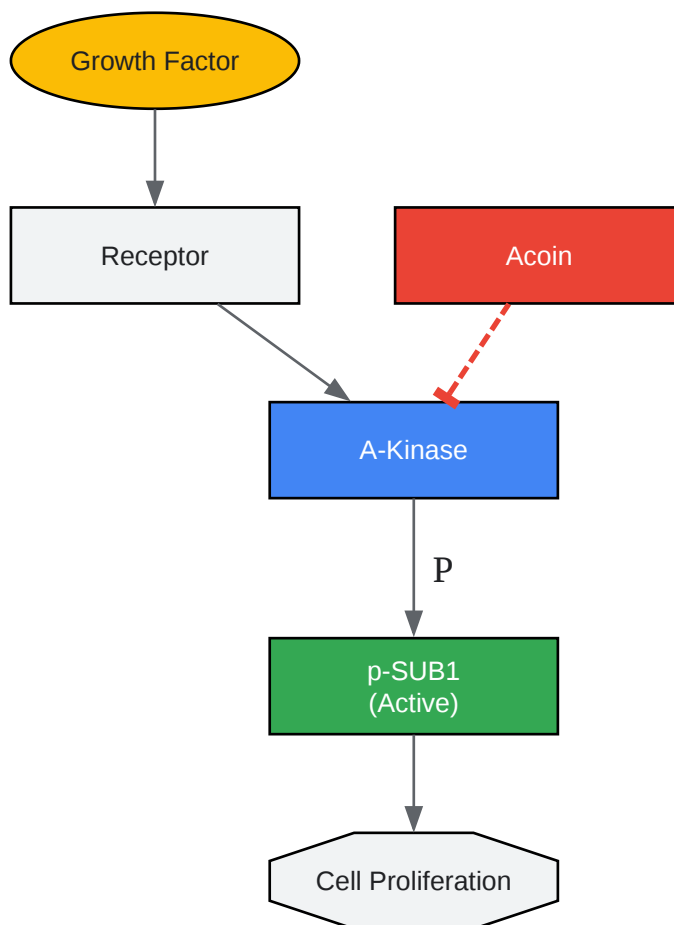 Growth Factor
Receptor
Acoin
A-Kinase
P
p-SUB1
(Active)
Cell Proliferation